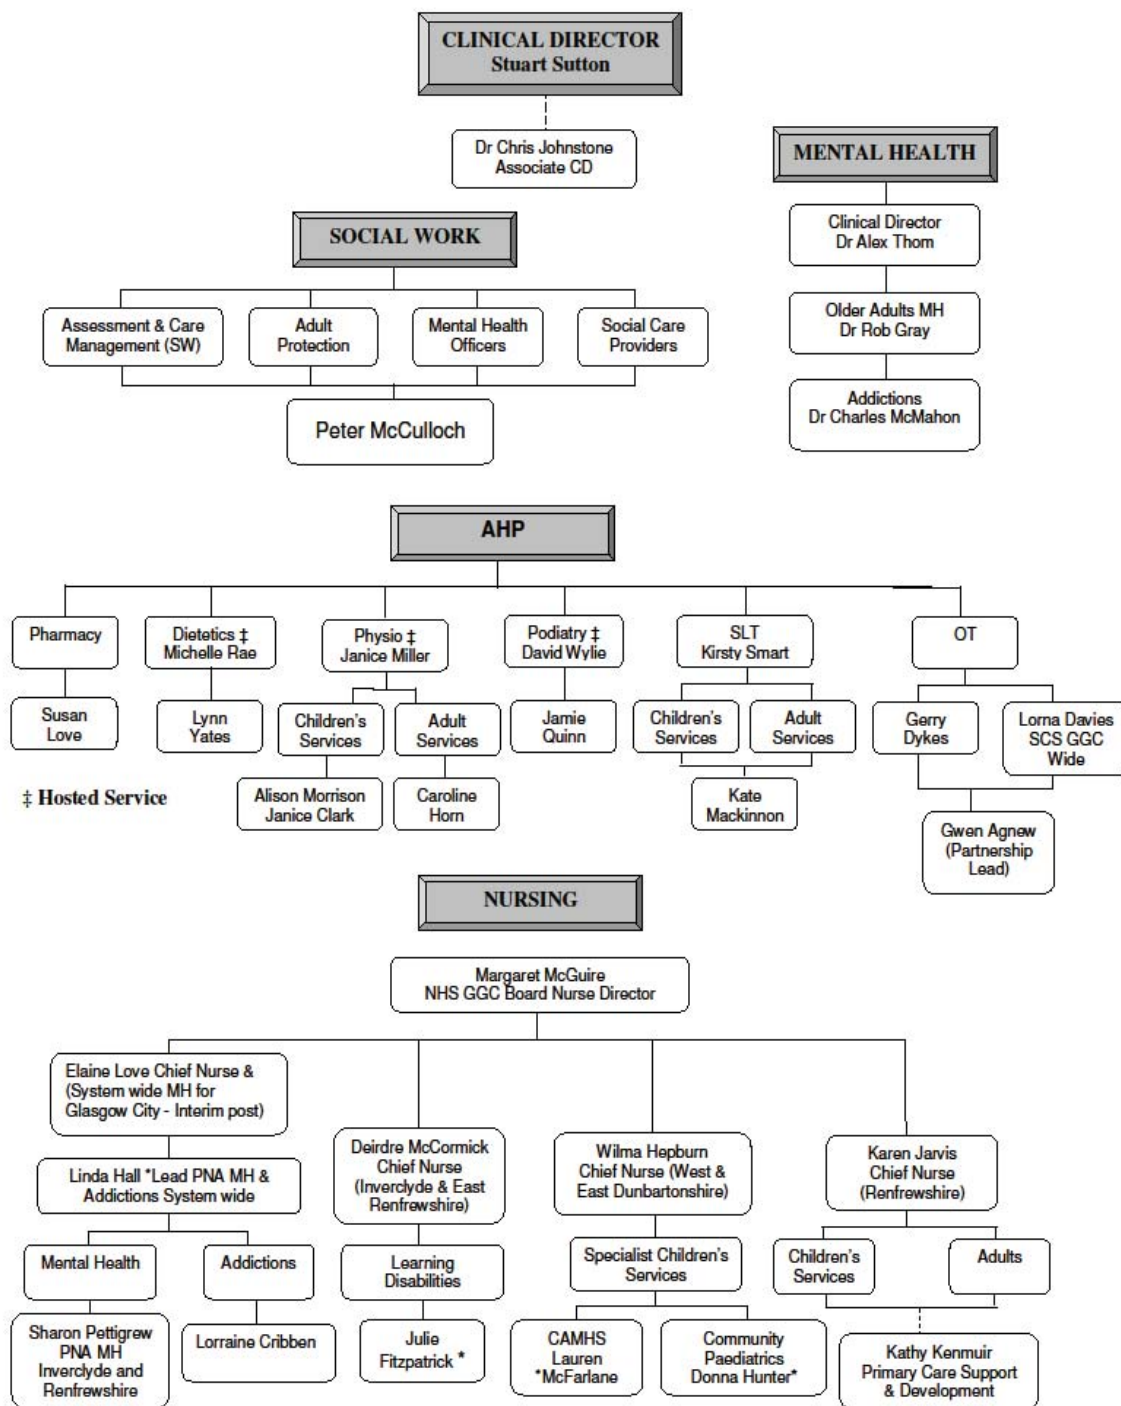 CLINICAL DIRECTOR
Stuart Sutton
Dr Chris Johnstone
Associate CD
MENTAL HEALTH
Clinical Director
Dr Alex Thom
Older Adults MH
Dr Rob Gray
Addictions
Dr Charles McMahon
SOCIAL WORK
Assessment & Care
Management (SW)
Adult
Protection
Mental Health
Officers
Social Care
Providers
Peter McCulloch
AHP
Pharmacy
Susan
Love
Dietetics ‡
Michelle Rae
Lynn
Yates
Physio ‡
Janice Miller
Children's
Services
Alison Morrison
Janice Clark
Adult
Services
Caroline
Horn
Podiatry ‡
David Wylie
Jamie
Quinn
SLT
Kirsty Smart
Children's
Services
Adult
Services
Kate
Mackinnon
OT
Gerry
Dykes
Lorna Davies
SCS GGC
Wide
Gwen Agnew
(Partnership
Lead)
‡ Hosted Service
NURSING
Margaret McGuire
NHS GGC Board Nurse Director
Elaine Love Chief Nurse &
(System wide MH for
Glasgow City - Interim post)
Linda Hall *Lead PNA MH &
Addictions System wide
Mental Health
Sharon Pettigrew
PNA MH
Inverclyde and
Renfrewshire
Addictions
Lorraine Cribben
Deirdre McCormick
Chief Nurse
(Inverclyde & East
Renfrewshire)
Learning
Disabilities
Julie
Fitzpatrick *
Wilma Hepburn
Chief Nurse (West &
East Dunbartonshire)
Specialist Children's
Services
CAMHS
Lauren
*McFarlane
Community
Paediatrics
Donna Hunter*
Karen Jarvis
Chief Nurse
(Renfrewshire)
Children's
Services
Adults
Kathy Kenmuir
Primary Care Support
& Development